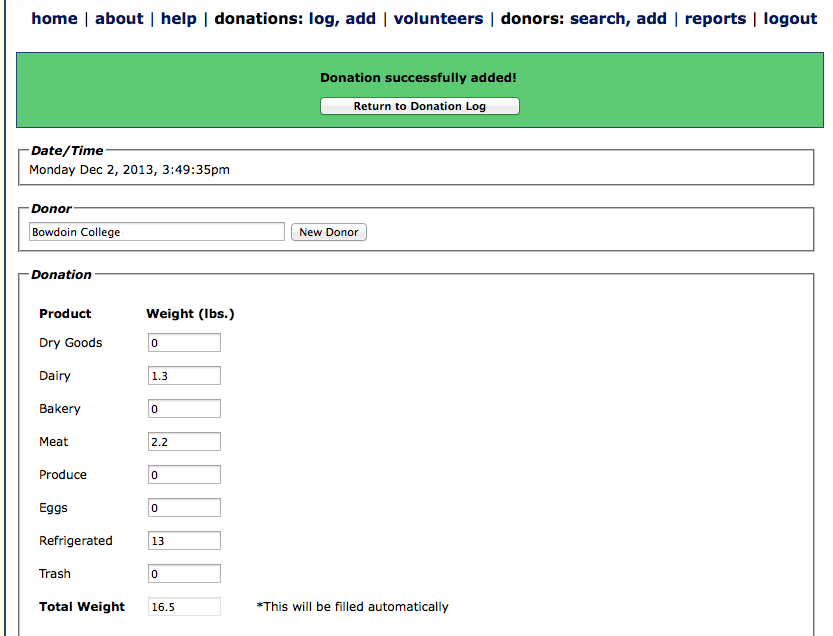 home | about | help | donations: log, add | volunteers | donors: search, add | reports | logout
Donation successfully added!
Return to Donation Log
Date/Time
Monday Dec 2, 2013, 3:49:35pm
Donor
Bowdoin College New Donor
Donation
Product Weight (lbs.)
Dry Goods 0
Dairy 1.3
Bakery 0
Meat 2.2
Produce 0
Eggs 0
Refrigerated 13
Trash 0
Total Weight 16.5 *This will be filled automatically